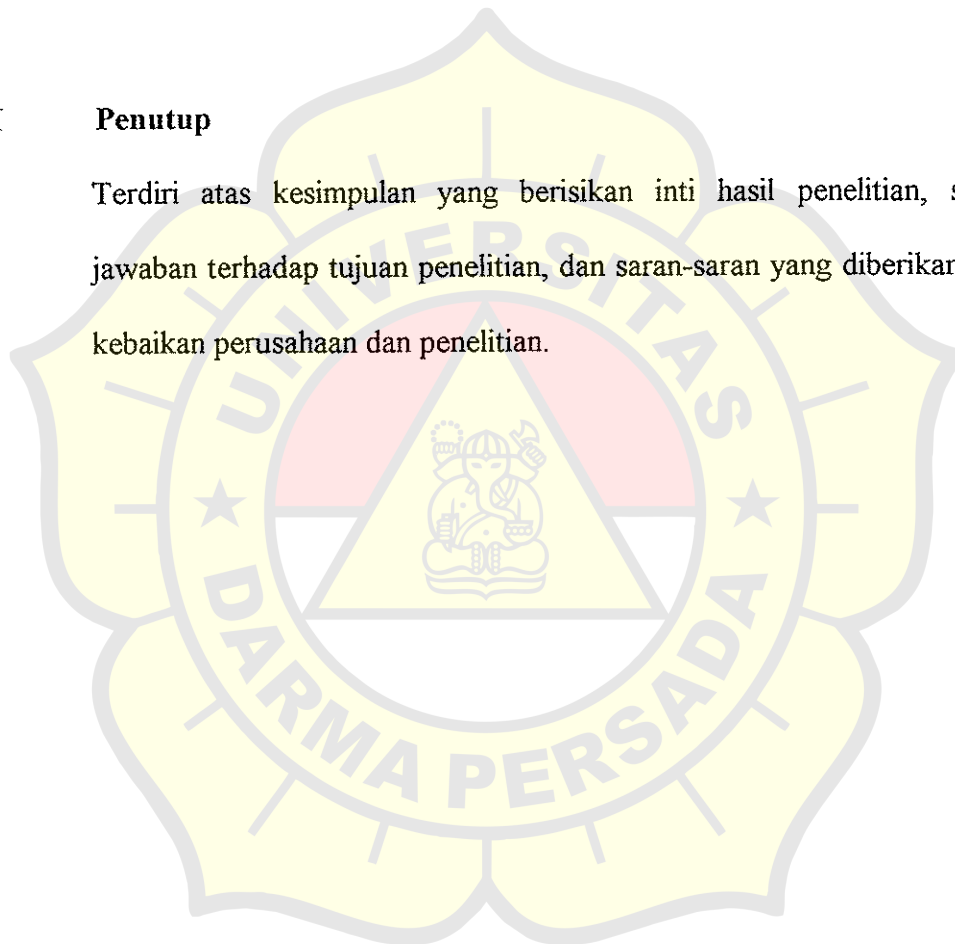 Penutup
Terdiri atas kesimpulan yang berisikan inti hasil penelitian,
jawaban terhadap tujuan penelitian, dan saran-saran yang diberikan
kebaikan perusahaan dan penelitian.
UNIVERSITAS
DARMA PERSADA